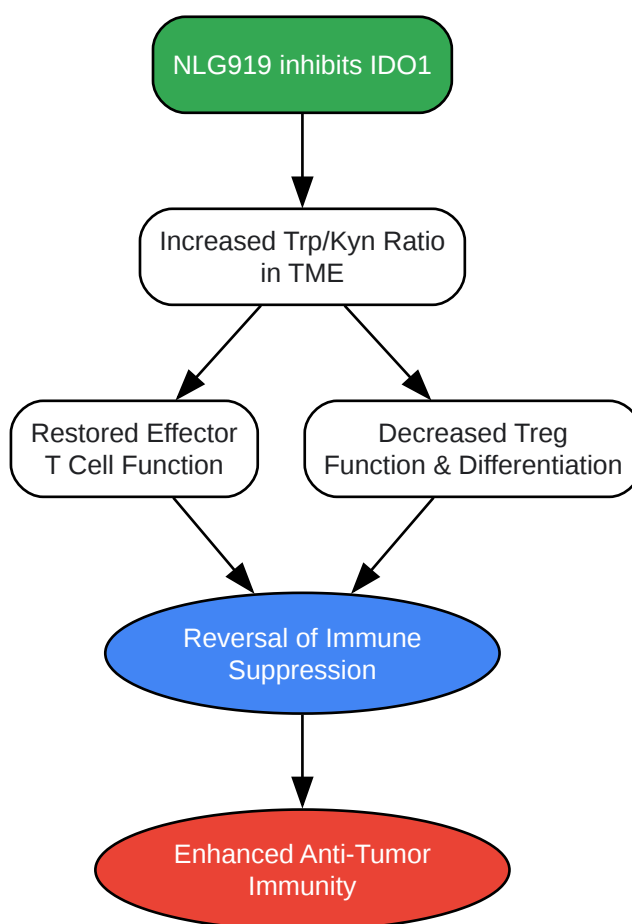 NLG919 inhibits IDO1
Increased Trp/Kyn Ratio
in TME
Restored Effector
T Cell Function
Decreased Treg
Function & Differentiation
Reversal of Immune
Suppression
Enhanced Anti-Tumor
Immunity